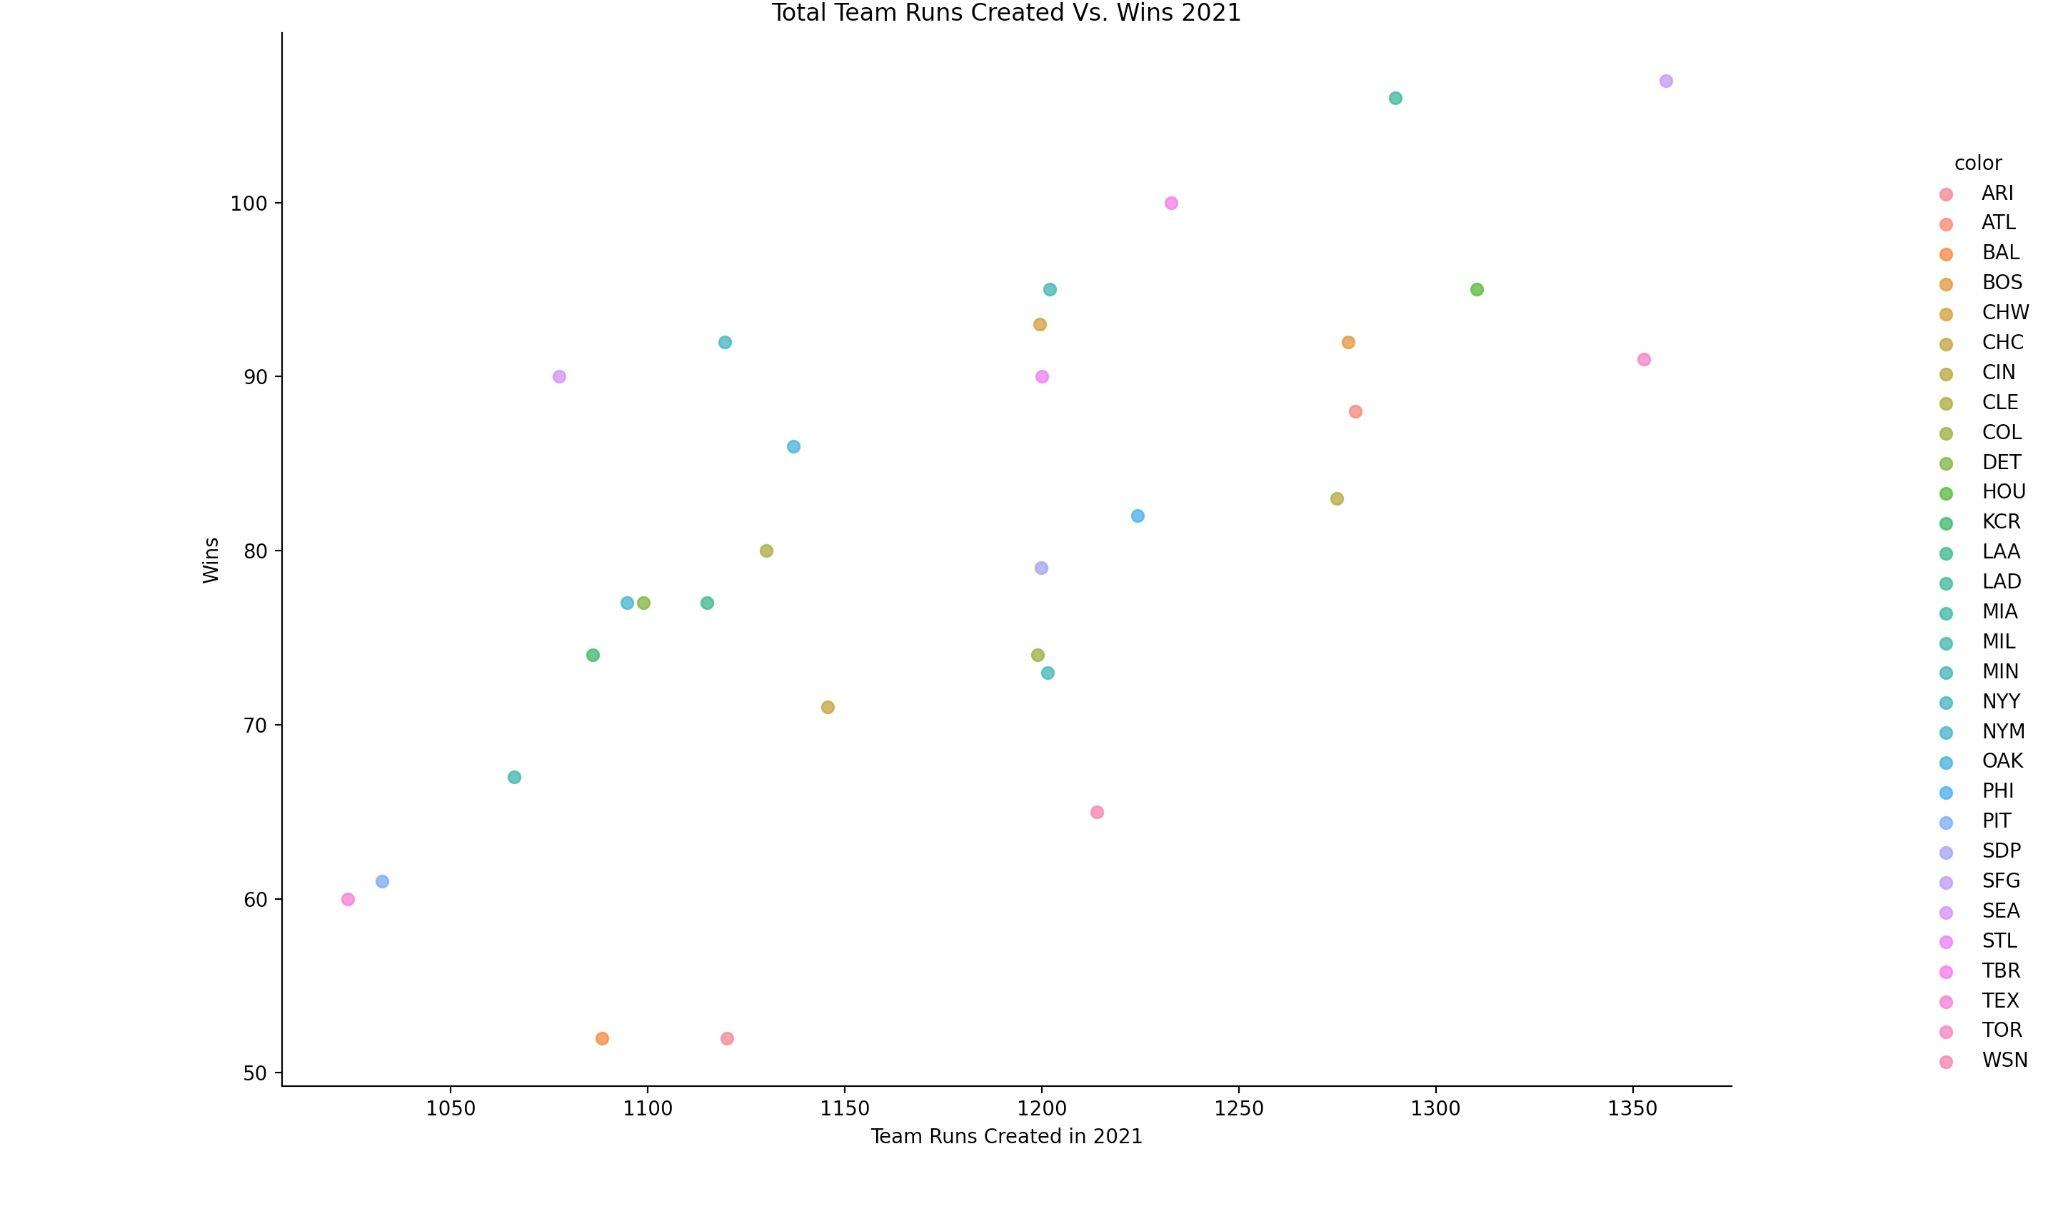 Total Team Runs Created Vs. Wins 2021
Wins
100
90
80
70
60
50
1050 1100 1150 1200 1250 1300 1350
Team Runs Created in 2021
color
ARI
ATL
BAL
BOS
CHW
CHC
CIN
CLE
COL
DET
HOU
KCR
LAA
LAD
MIA
MIL
MIN
NYY
NYM
OAK
PHI
PIT
SDP
SFG
SEA
STL
TBR
TEX
TOR
WSN